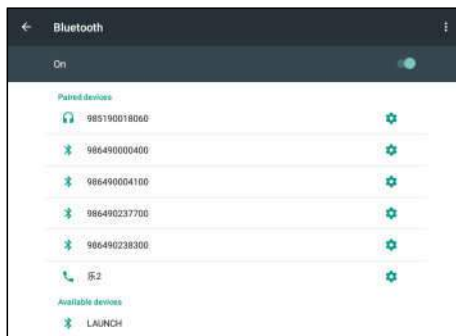 Bluetooth
On
Paired devices
985190018060
986490000400
986490004100
986490237700
986490238300
乐2
Available devices
LAUNCH